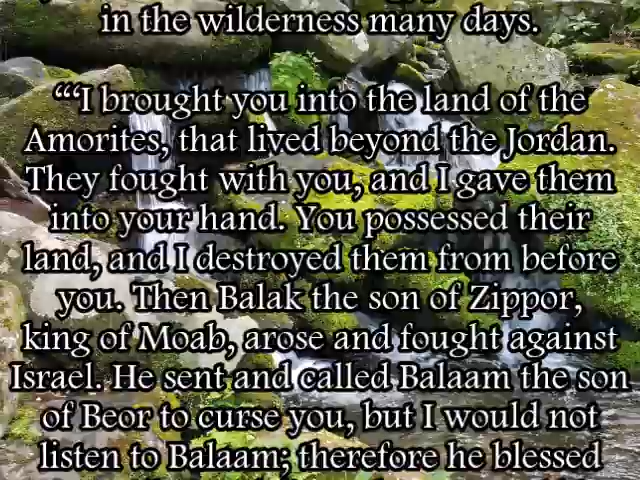 in the wilderness many days.
““‘I brought you into the land of the
Amorites, that lived beyond the Jordan.
They fought with you, and I gave them
into your hand. You possessed their
land, and I destroyed them from before
you. Then Balak the son of Zippor,
king of Moab, arose and fought against
Israel. He sent and called Balaam the son
of Beor to curse you, but I would not
listen to Balaam; therefore he blessed